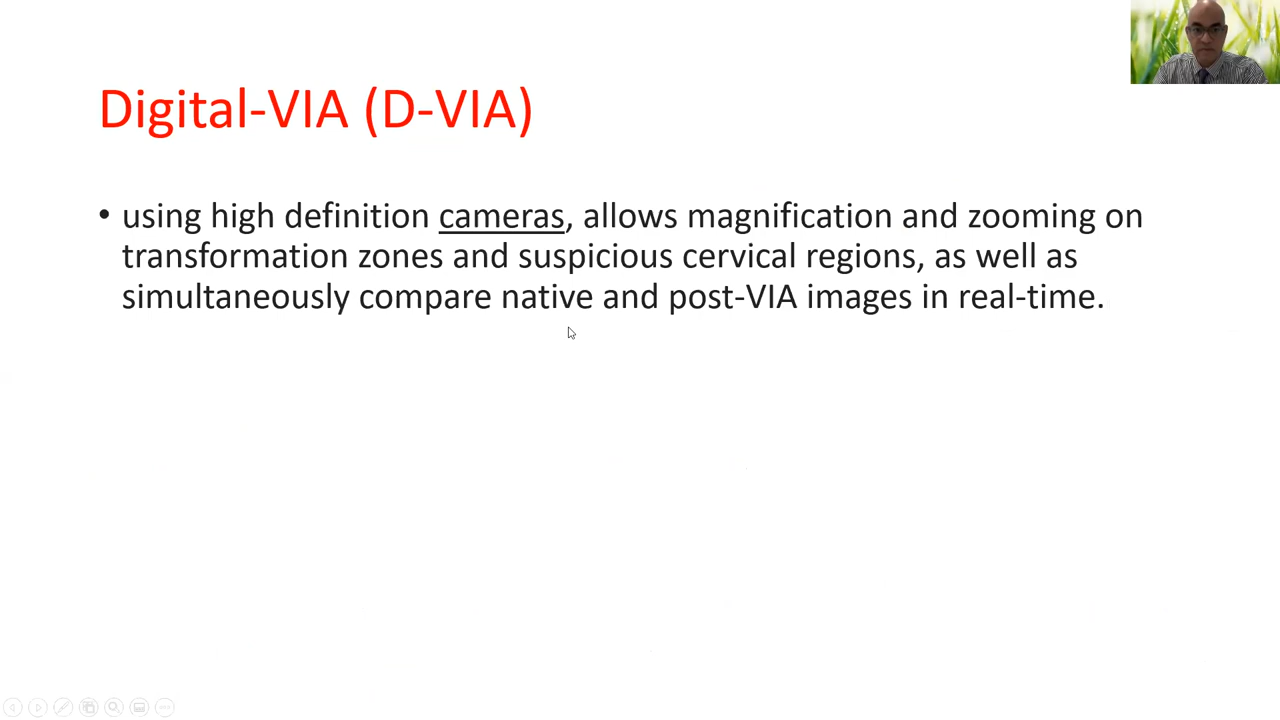 Digital-VIA (D-VIA)
• using high definition cameras, allows magnification and zooming on
transformation zones and suspicious cervical regions, as well as
simultaneously compare native and post-VIA images in real-time.